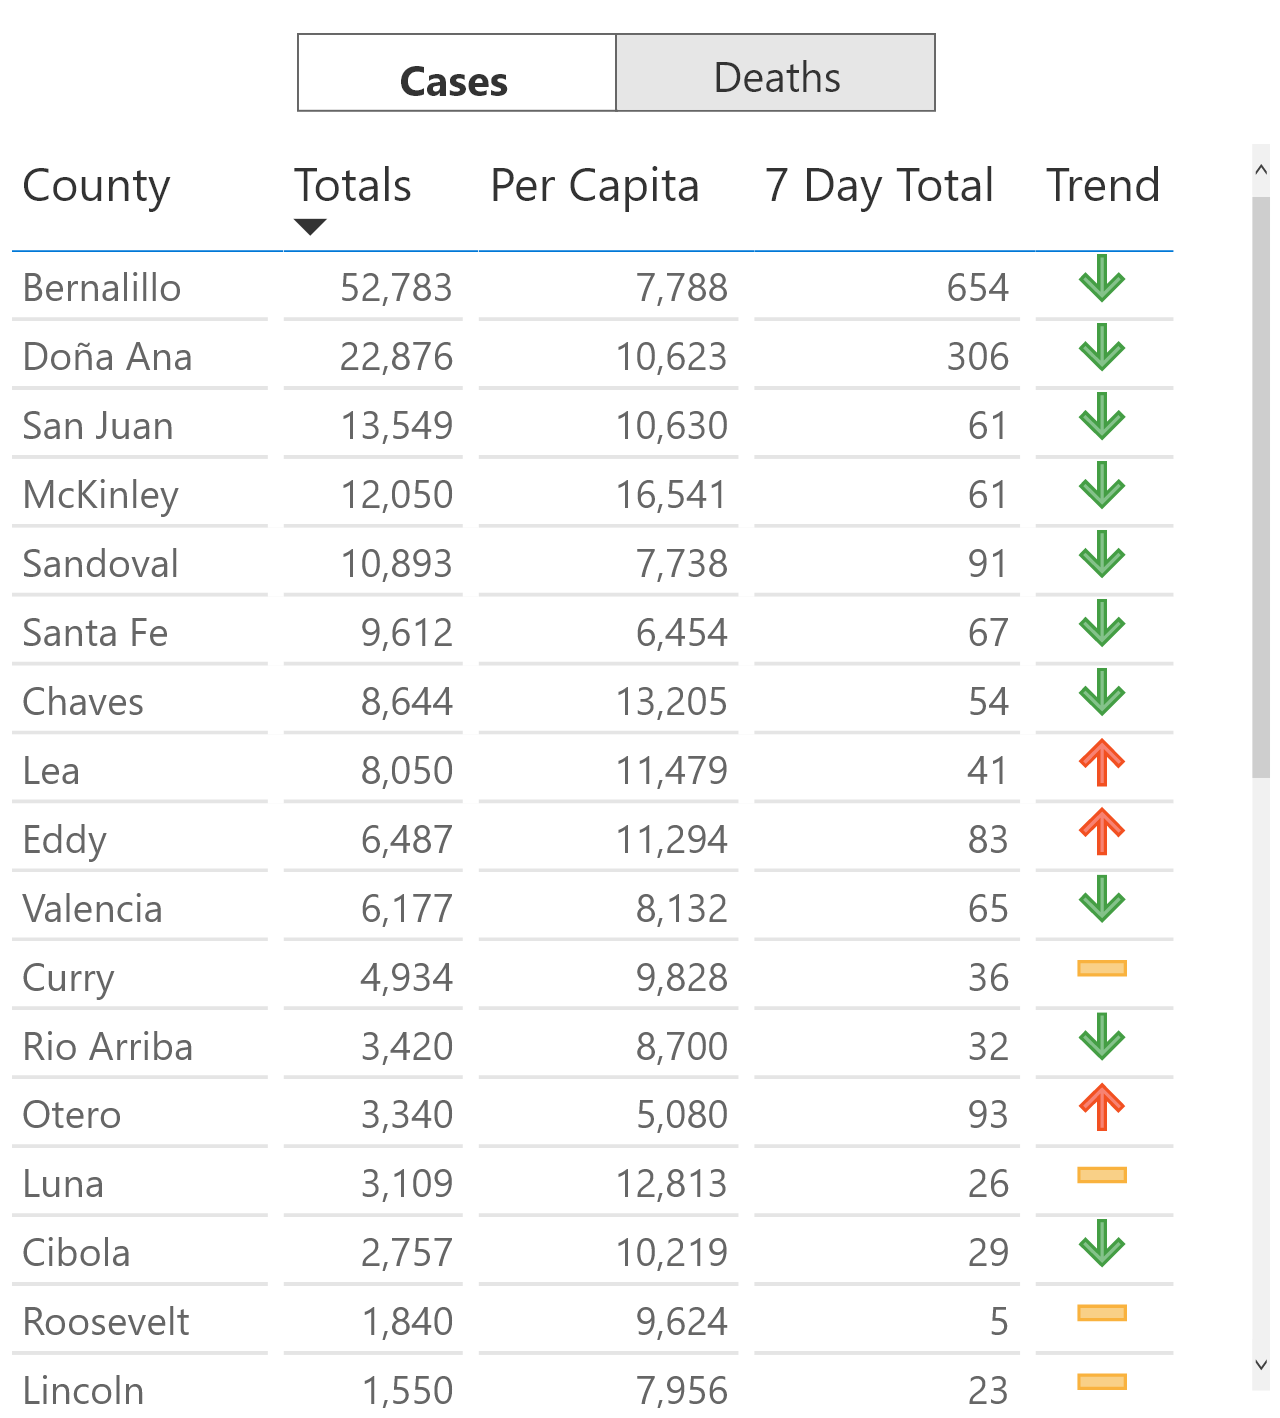 Cases Deaths
County Totals Per Capita 7 Day Total Trend
Bernalillo 52,783 7,788 654
Doña Ana 22,876 10,623 306
San Juan 13,549 10,630 61
McKinley 12,050 16,541 61
Sandoval 10,893 7,738 91
Santa Fe 9,612 6,454 67
Chaves 8,644 13,205 54
Lea 8,050 11,479 41
Eddy 6,487 11,294 83
Valencia 6,177 8,132 65
Curry 4,934 9,828 36
Rio Arriba 3,420 8,700 32
Otero 3,340 5,080 93
Luna 3,109 12,813 26
Cibola 2,757 10,219 29
Roosevelt 1,840 9,624 5
Lincoln 1,550 7,956 23